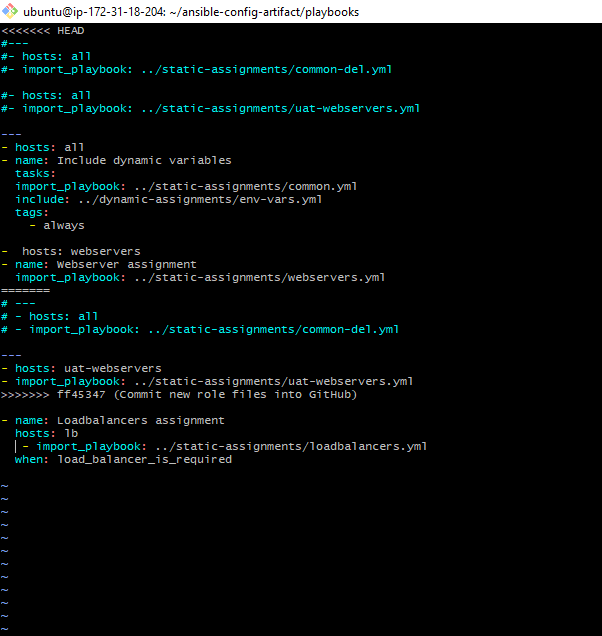 ubuntu@ip-172-31-18-204: ~/ansible-config-artifact/playbooks
<<<<<<< HEAD
#---
#- hosts: all
#- import_playbook: ../static-assignments/common-del.yml
#- hosts: all
#- import_playbook: ../static-assignments/uat-webservers.yml
---
- hosts: all
- name: Include dynamic variables
  tasks:
  import_playbook: ../static-assignments/common.yml
  include: ../dynamic-assignments/env-vars.yml
  tags:
    - always
-  hosts: webservers
- name: Webserver assignment
  import_playbook: ../static-assignments/webservers.yml
=======
# ---
# - hosts: all
# - import_playbook: ../static-assignments/common-del.yml
---
- hosts: uat-webservers
- import_playbook: ../static-assignments/uat-webservers.yml
>>>>>>> ff45347 (Commit new role files into GitHub)
- name: Loadbalancers assignment
  hosts: lb
   - import_playbook: ../static-assignments/loadbalancers.yml
  when: load_balancer_is_required
~
~
~
~
~
~
~
~
~
~
~
~